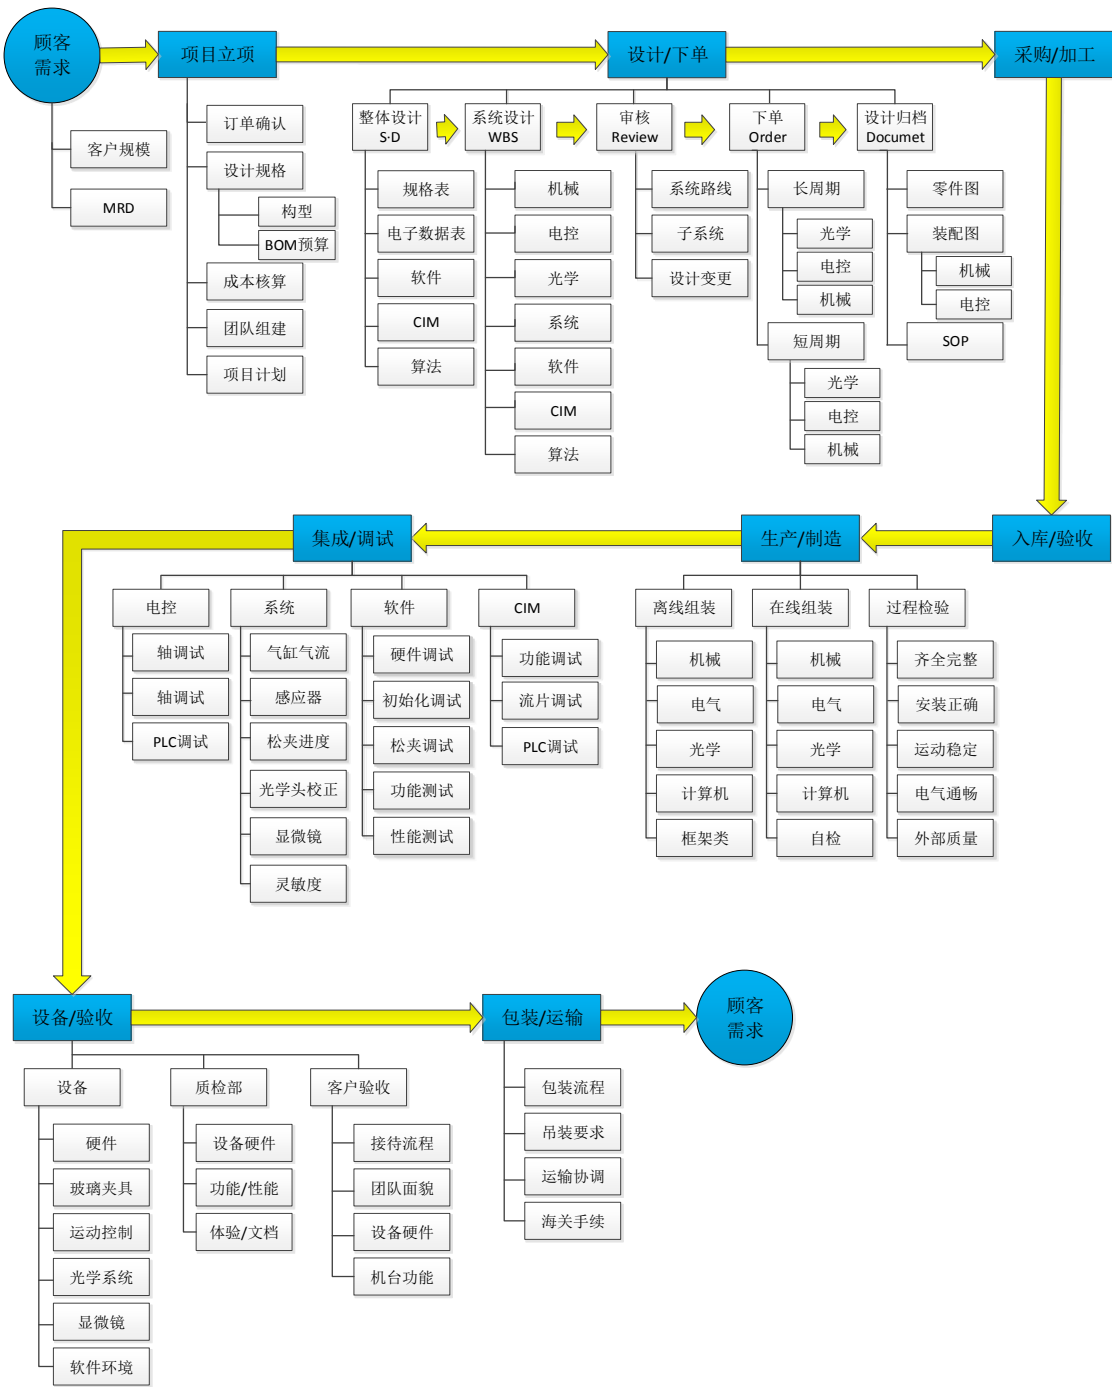 顾客
需求
项目立项
设计/下单
采购/加工
客户规模
MRD
订单确认
设计规格
构型
BOM预算
成本核算
团队组建
项目计划
整体设计
S·D
系统设计
WBS
审核
Review
下单
Order
设计归档
Documet
规格表
电子数据表
软件
CIM
算法
机械
电控
光学
系统
软件
CIM
算法
系统路线
子系统
设计变更
长周期
光学
电控
机械
短周期
光学
电控
机械
零件图
装配图
机械
电控
SOP
集成/调试
生产/制造
入库/验收
电控
轴调试
轴调试
PLC调试
系统
气缸气流
感应器
松夹进度
光学头校正
显微镜
灵敏度
软件
硬件调试
初始化调试
松夹调试
功能测试
性能测试
CIM
功能调试
流片调试
PLC调试
离线组装
机械
电气
光学
计算机
框架类
在线组装
机械
电气
光学
计算机
自检
过程检验
齐全完整
安装正确
运动稳定
电气通畅
外部质量
设备/验收
包装/运输
顾客
需求
设备
硬件
玻璃夹具
运动控制
光学系统
显微镜
软件环境
质检部
设备硬件
功能/性能
体验/文档
客户验收
接待流程
团队面貌
设备硬件
机台功能
包装流程
吊装要求
运输协调
海关手续